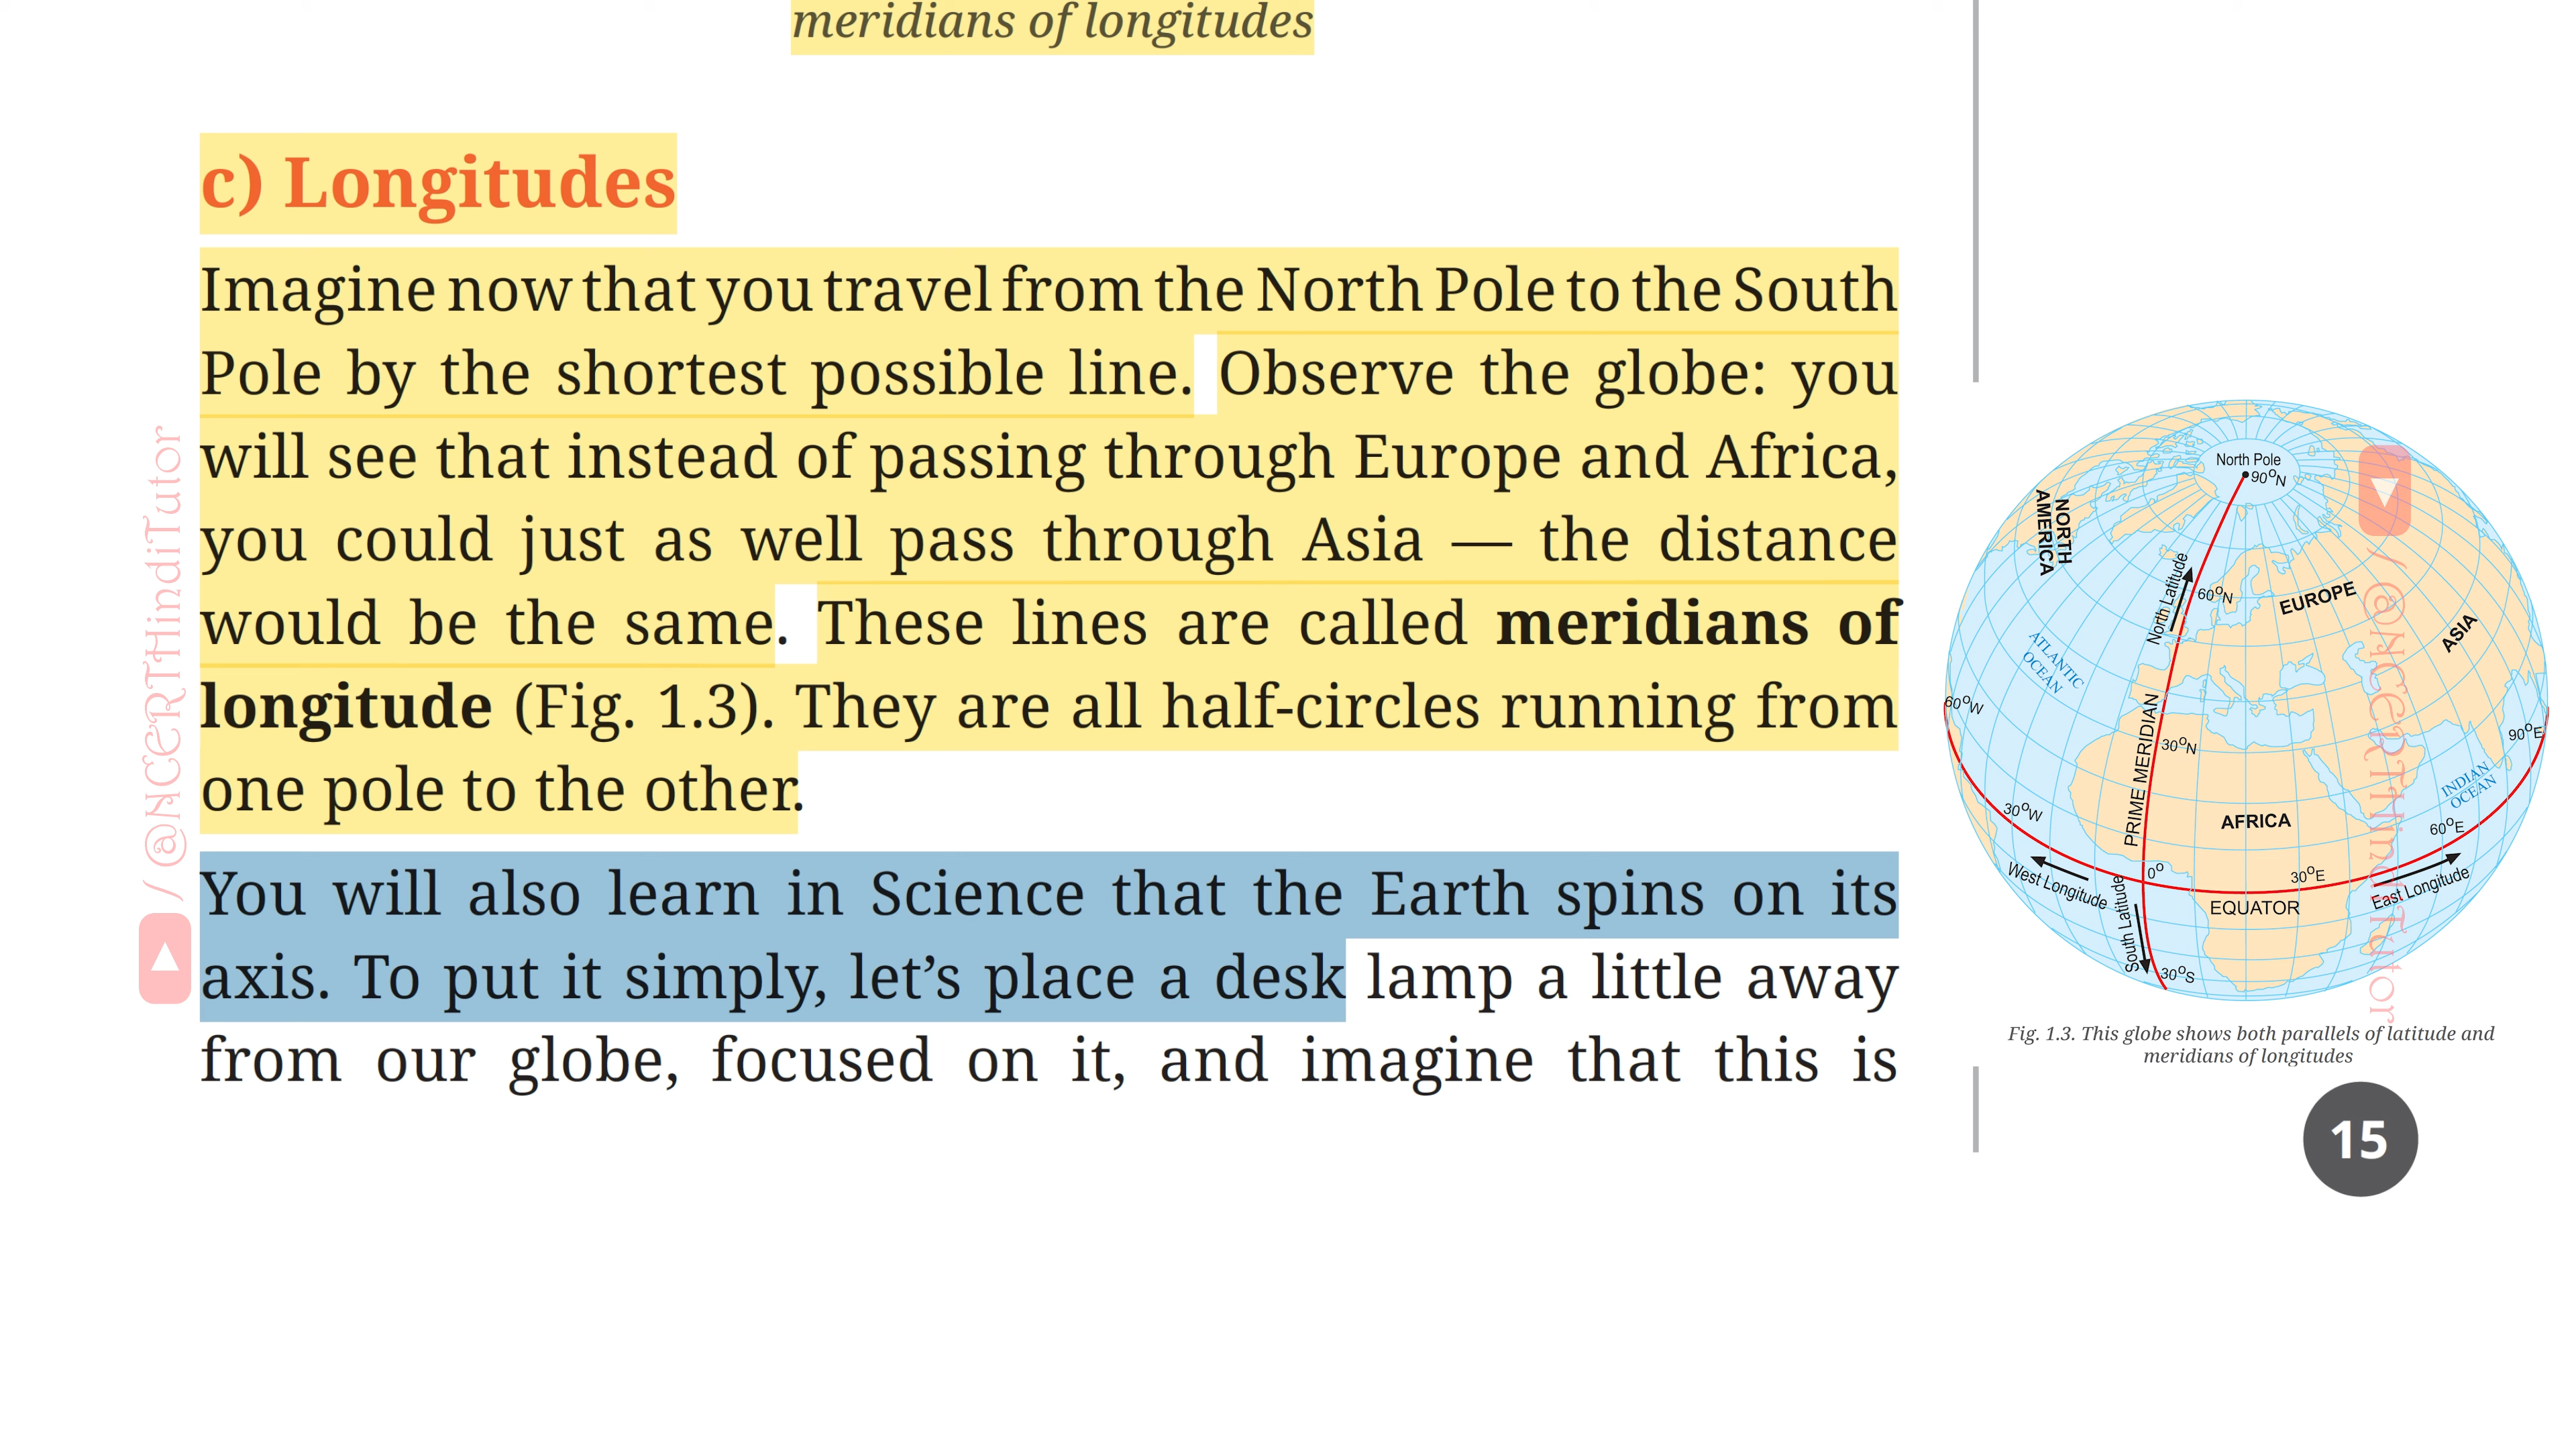 meridians of longitudes
c) Longitudes
Imagine now that you travel from the North Pole to the South
Pole by the shortest possible line. Observe the globe: you
will see that instead of passing through Europe and Africa,
you could just as well pass through Asia — the distance
would be the same. These lines are called meridians of
longitude (Fig. 1.3). They are all half-circles running from
one pole to the other.
You will also learn in Science that the Earth spins on its
axis. To put it simply, let’s place a desk lamp a little away
from our globe, focused on it, and imagine that this is
/ @NCERTHindiTutor
North Pole
90°N
NORTH
AMERICA
North Latitude
60°N
EUROPE
ASIA
ATLANTIC
OCEAN
60°W
PRIME MERIDIAN
30°N
90°E
INDIAN
OCEAN
30°W
AFRICA
60°E
West Longitude
0°
30°E
East Longitude
EQUATOR
South Latitude
30°S
/ @NCERTHindiTutor
Fig. 1.3. This globe shows both parallels of latitude and
meridians of longitudes
15